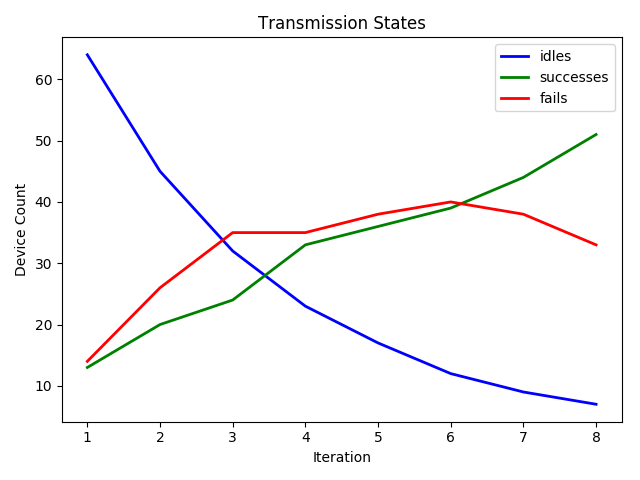 Transmission States
idles
successes
fails
Device Count
60
50
40
30
20
10
1 2 3 4 5 6 7 8
Iteration